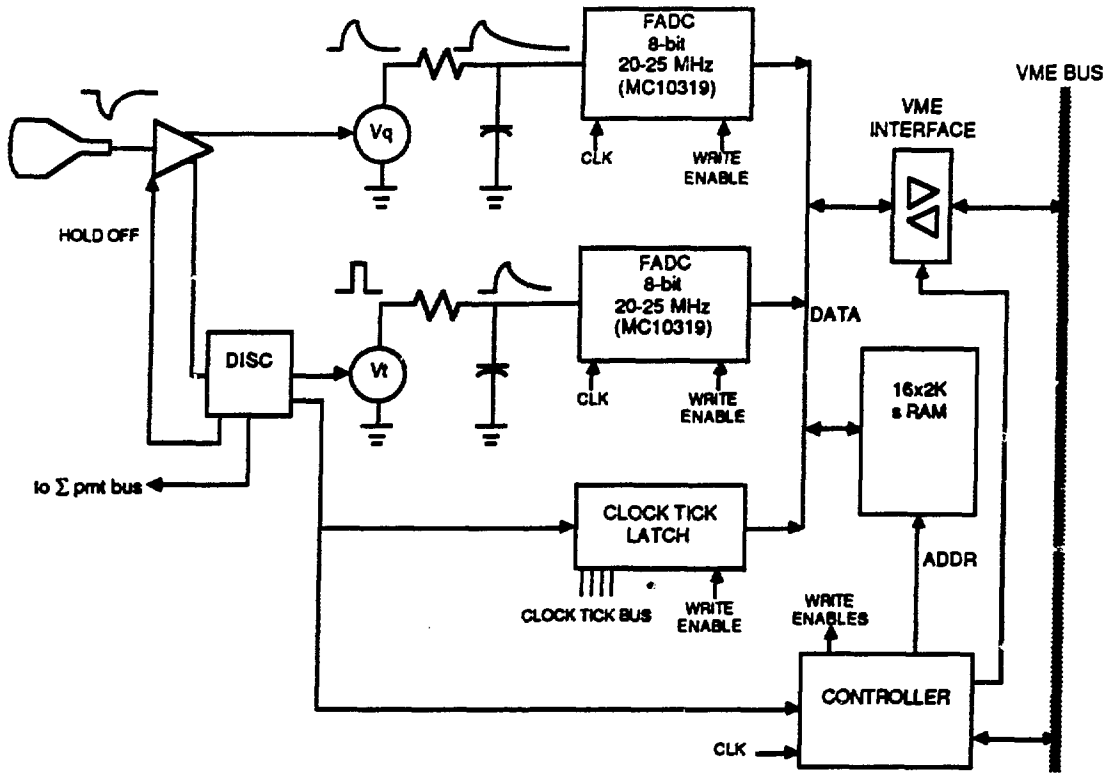 FADC
8-bit
20-25 MHz
(MC10319)
VME BUS
VME
INTERFACE
Vq
CLK
WRITE
ENABLE
HOLD OFF
FADC
8-bit
20-25 MHz
(MC10319)
DATA
DISC
Vt
CLK
WRITE
ENABLE
16x2K
s RAM
to Σ pmt bus
CLOCK TICK
LATCH
ADDR
CLOCK TICK BUS
WRITE
ENABLE
WRITE
ENABLES
CONTROLLER
CLK